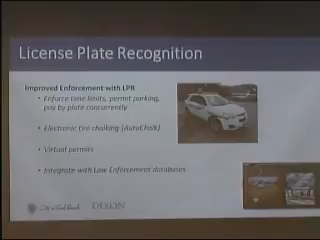 License Plate Recognition
Improved Enforcement with LPR
• Enforce time limits, permit parking,
pay by plate concurrently
• Electronic tire chalking (AutoChalk)
• Virtual permits
• Integrate with Law Enforcement databases
DIXON